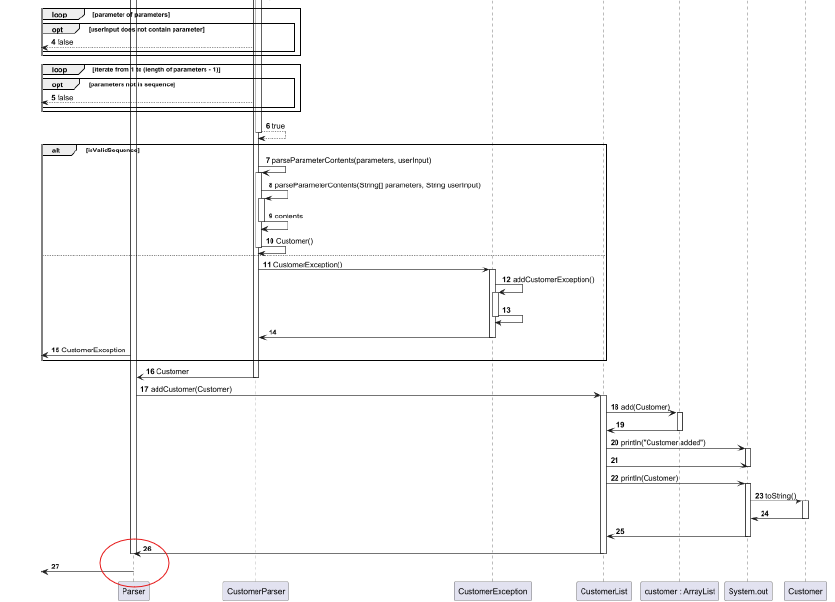 loop [parameter of parameters]
opt [userInput does not contain parameter]
4 false
loop [iterate from 1 to (length of parameters - 1)]
opt [parameters not in sequence]
5 false
6 true
alt [isValidSequence]
7 parseParameterContents(parameters, userInput)
8 parseParameterContents(String[] parameters, String userInput)
9 contents
10 Customer()
11 CustomerException()
12 addCustomerException()
13
14
15 CustomerException
16 Customer
17 addCustomer(Customer)
18 add(Customer)
19
20 println("Customer added")
21
22 println(Customer)
23 toString()
24
25
26
27
Parser CustomerParser CustomerException CustomerList customer : ArrayList System.out Customer